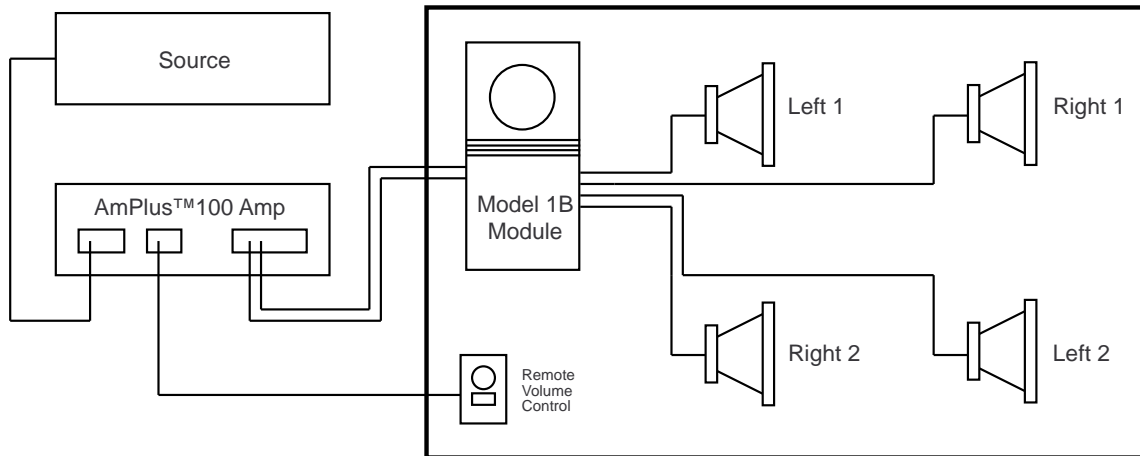 Source
AmPlus™100 Amp
Model 1B
Module
Left 1
Right 1
Right 2
Left 2
Remote
Volume
Control